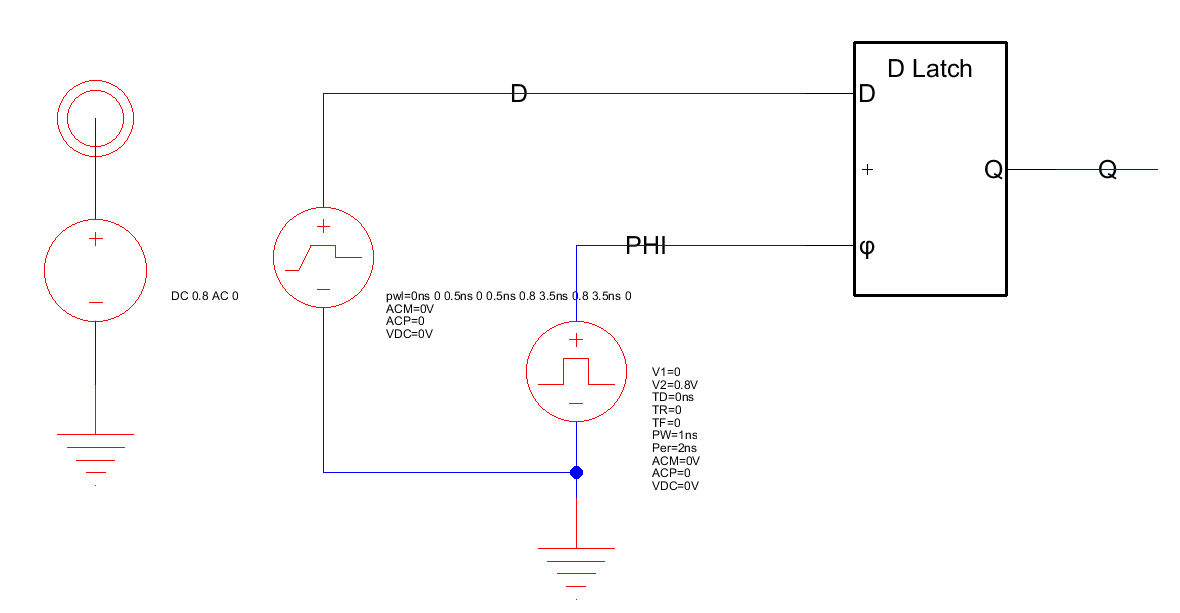 D Latch
D
D
Q
Q
PHI
φ
DC 0.8 AC 0
pwl=0ns 0 0.5ns 0 0.5ns 0.8 3.5ns 0.8 3.5ns 0
ACM=0V
ACP=0
VDC=0V
V1=0
V2=0.8V
TD=0ns
TR=0
TF=0
PW=1ns
Per=2ns
ACM=0V
ACP=0
VDC=0V